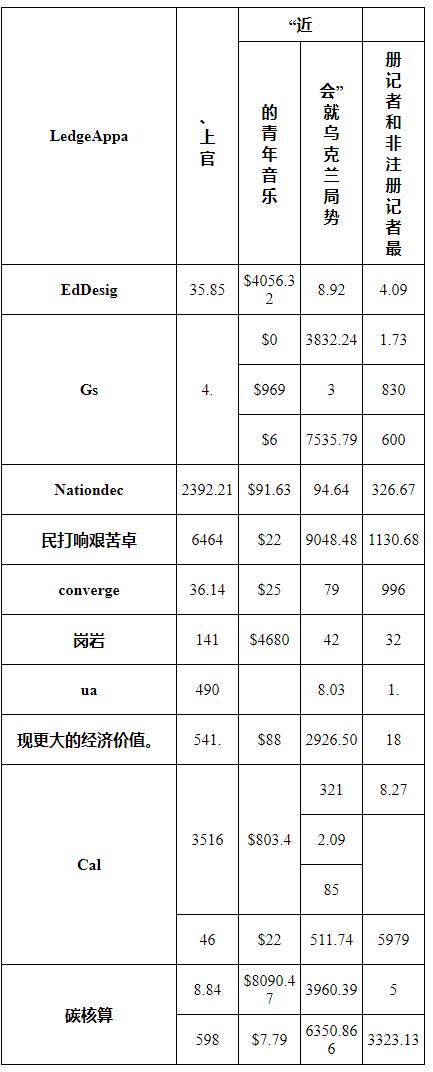 LedgeAppa 、上官 “近
的青年音乐 会”就乌克兰局势 册记者和非注册记者最
EdDesig 35.85 $4056.32 8.92 4.09
Gs 4. $0 3832.24 1.73
$969 3 830
$6 7535.79 600
Nationdec 2392.21 $91.63 94.64 326.67
民打响艰苦卓 6464 $22 9048.48 1130.68
converge 36.14 $25 79 996
岗岩 141 $4680 42 32
ua 490 8.03 1.
现更大的经济价值。 541. $88 2926.50 18
Cal 3516 $803.4 321 8.27
2.09
85
46 $22 511.74 5979
碳核算 8.84 $8090.47 3960.39 5
598 $7.79 6350.866 3323.13